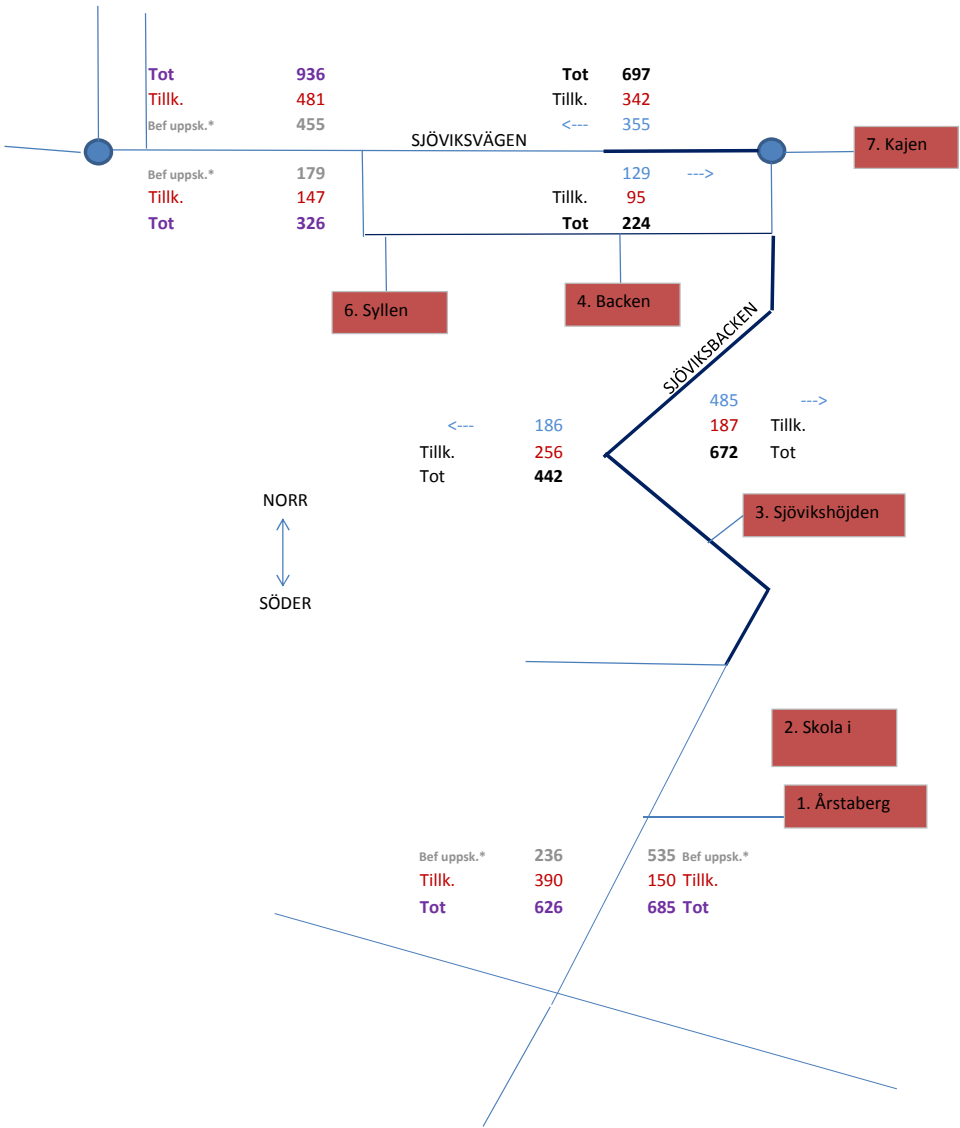 Tot 936 Tot 697
Tillk. 481 Tillk. 342
Bef uppsk.* 455 <--- 355
SJÖVIKSVÄGEN
7. Kajen
Bef uppsk.* 179 129 --->
Tillk. 147 Tillk. 95
Tot 326 Tot 224
6. Syllen
4. Backen
SJÖVIKSBACKEN
485 --->
<--- 186 187 Tillk.
Tillk. 256 672 Tot
Tot 442
NORR
3. Sjövikshöjden
SÖDER
2. Skola i
1. Årstaberg
Bef uppsk.* 236 535 Bef uppsk.*
Tillk. 390 150 Tillk.
Tot 626 685 Tot